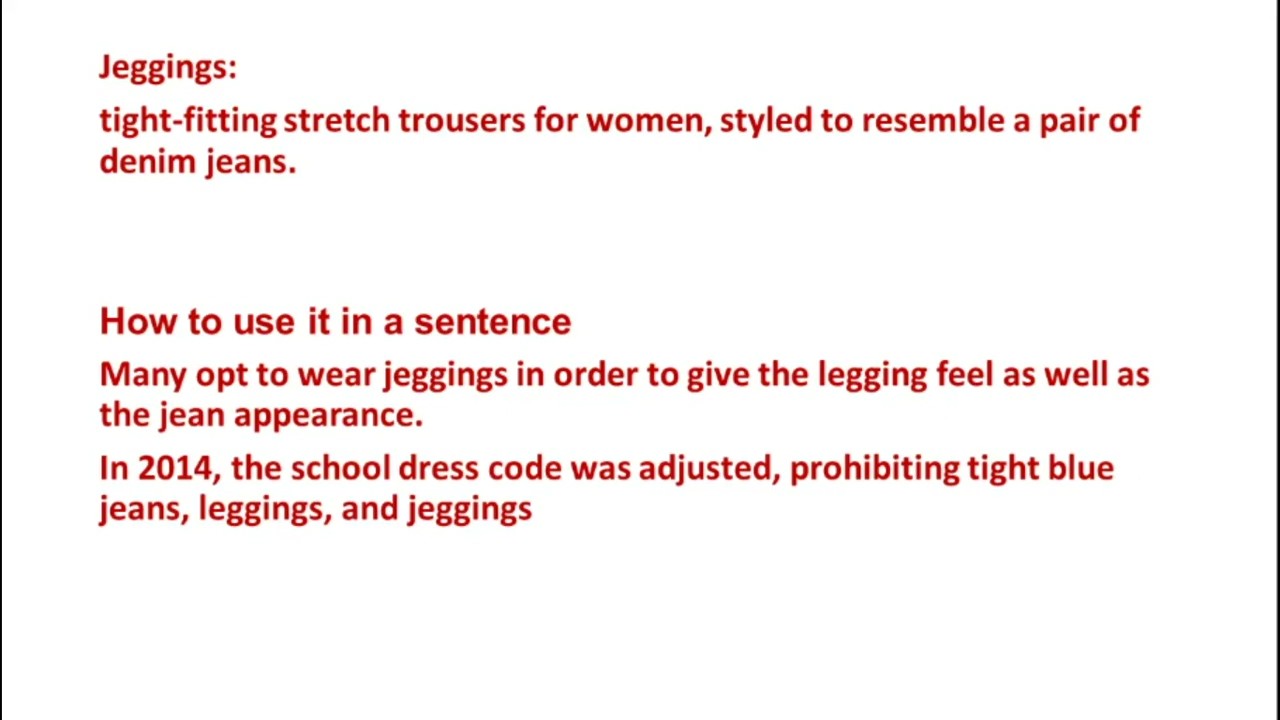 Jeggings:
tight-fitting stretch trousers for women, styled to resemble a pair of
denim jeans.
How to use it in a sentence
Many opt to wear jeggings in order to give the legging feel as well as
the jean appearance.
In 2014, the school dress code was adjusted, prohibiting tight blue
jeans, leggings, and jeggings